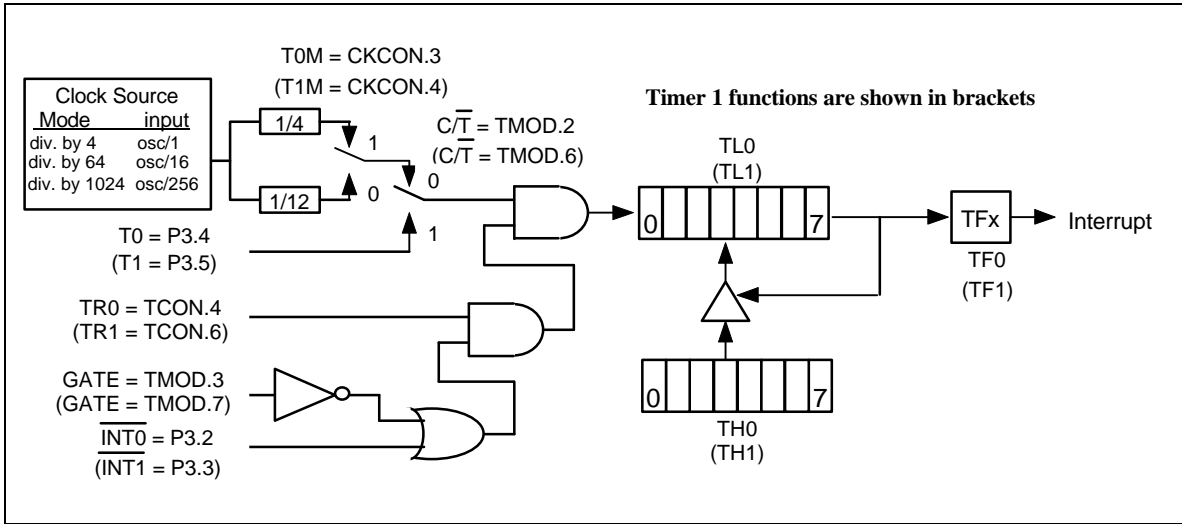 T0M = CKCON.3
(T1M = CKCON.4)
Clock Source
Mode input
div. by 4 osc/1
div. by 64 osc/16
div. by 1024 osc/256
1/4
1/12
1
0
C/T̅ = TMOD.2
(C/T̅ = TMOD.6)
0
1
T0 = P3.4
(T1 = P3.5)
TR0 = TCON.4
(TR1 = TCON.6)
GATE = TMOD.3
(GATE = TMOD.7)
I̅N̅T̅0̅ = P3.2
(I̅N̅T̅1̅ = P3.3)
Timer 1 functions are shown in brackets
TL0
(TL1)
0 7
TFx
Interrupt
TF0
(TF1)
0 7
TH0
(TH1)